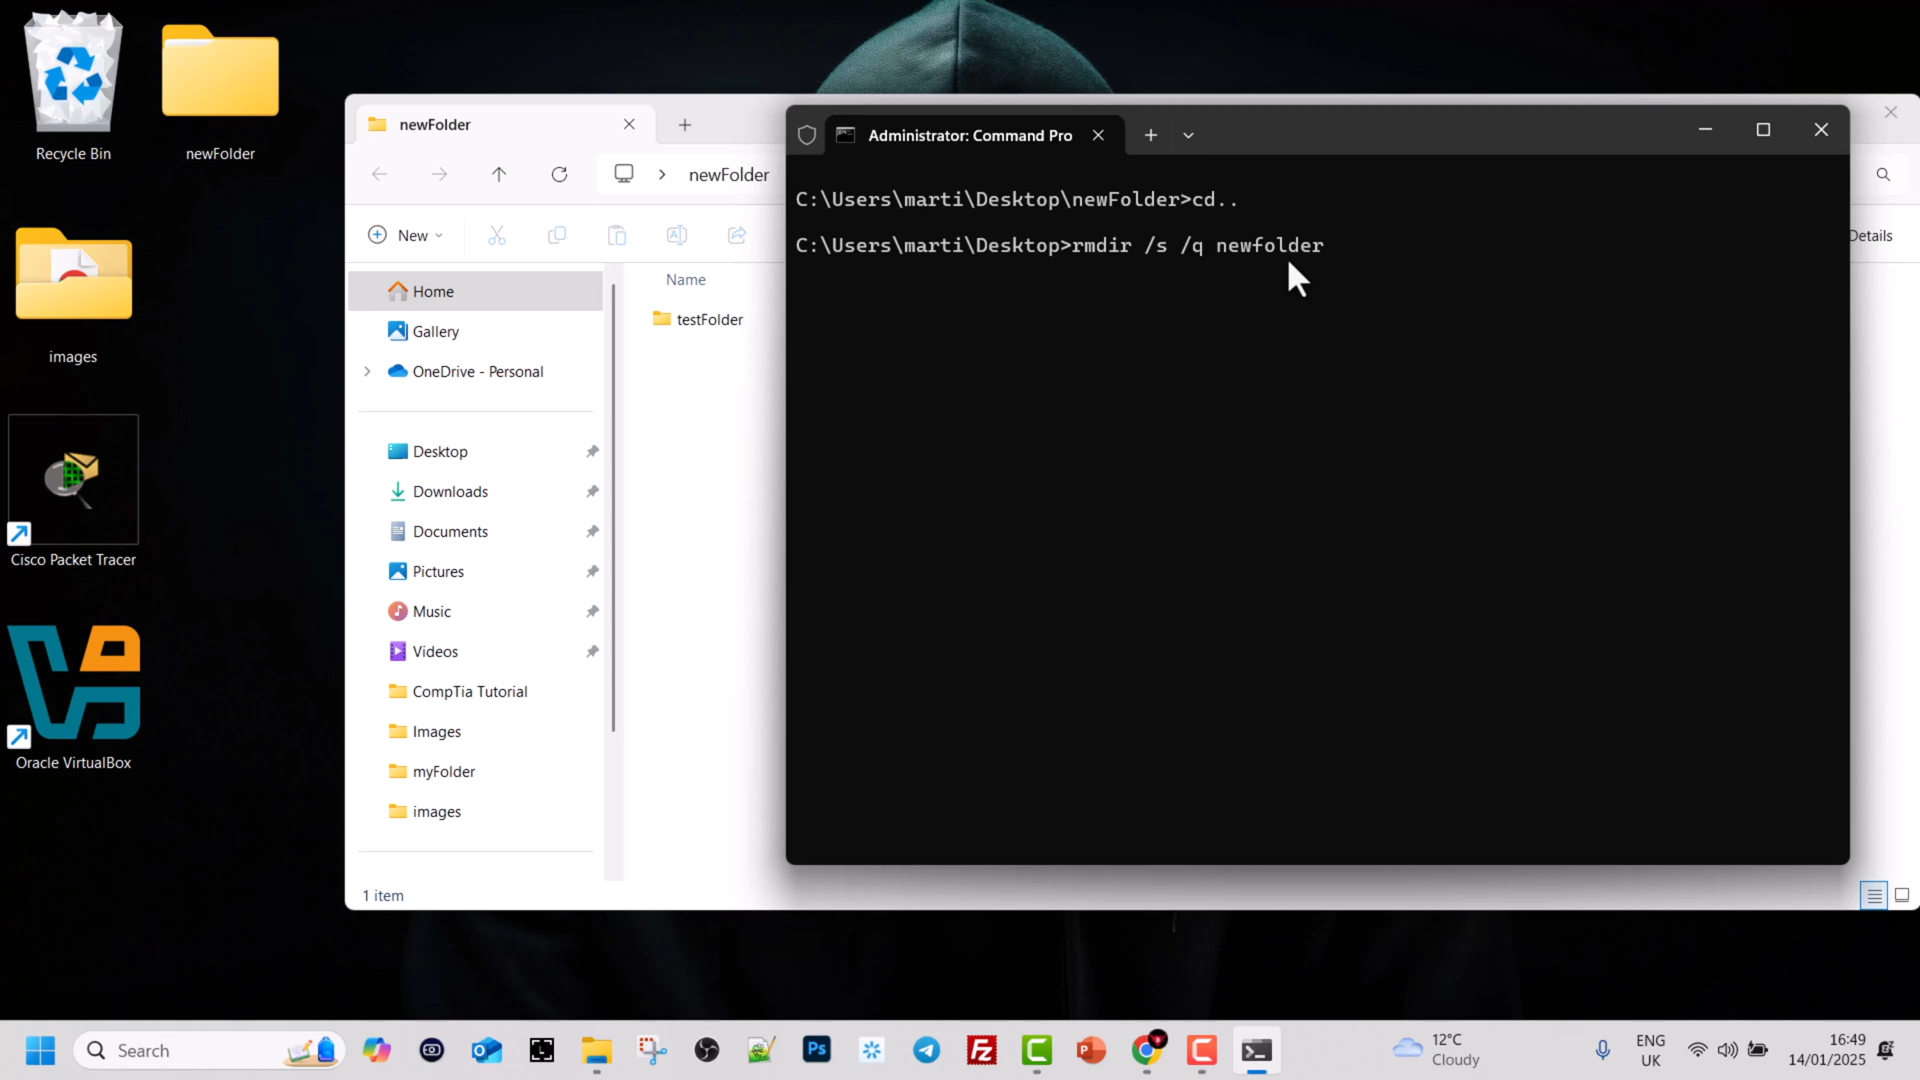 Recycle Bin
newFolder
images
Cisco Packet Tracer
Oracle VirtualBox
newFolder
newFolder
New
Details
Home
Gallery
OneDrive - Personal
Desktop
Downloads
Documents
Pictures
Music
Videos
CompTia Tutorial
Images
myFolder
images
Name
testFolder
1 item
Administrator: Command Pro
C:\Users\marti\Desktop\newFolder>cd..
C:\Users\marti\Desktop>rmdir /s /q newfolder
Search
Ps
Fz
12°C
Cloudy
ENG
UK
16:49
14/01/2025